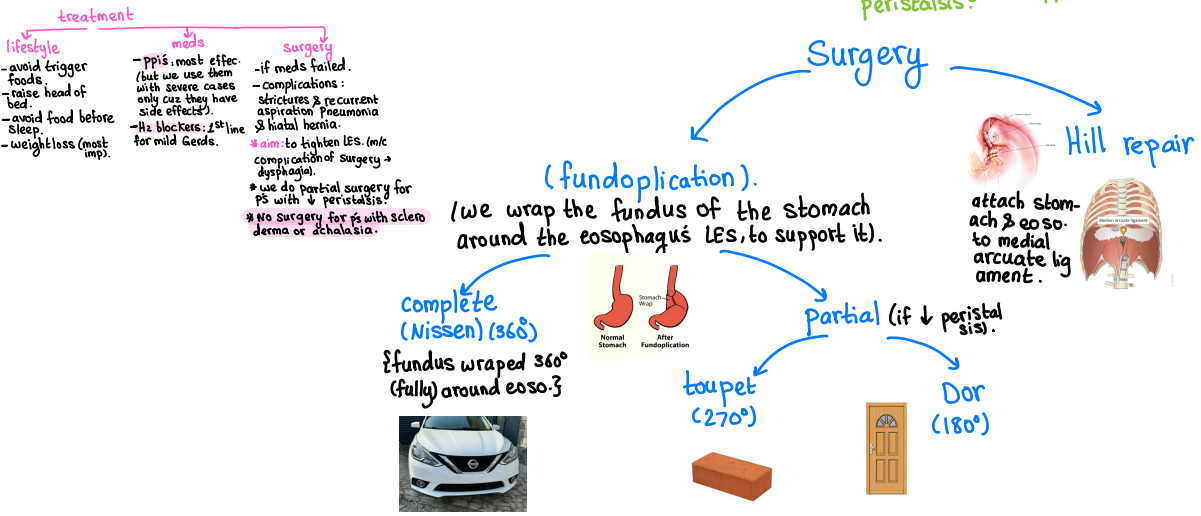 peristalsis?
treatment
lifestyle
-avoid trigger
foods.
-raise head of
bed.
-avoid food before
sleep.
-weightloss (most
imp).
meds
-PPi's: most effec.
(but we use them
with severe cases
only cuz they have
side effects).
-H2 blockers: 1st line
for mild Gerds.
surgery
-if meds failed.
-complications:
strictures & recurrent
aspiration pneumonia
& hiatal hernia.
*aim: to tighten LES. (m/c
complication of surgery →
dysphagia).
* we do partial surgery for
p's with ↓ peristalsis?
*No surgery for p's with sclero
derma or achalasia.
Surgery
(fundoplication).
(we wrap the fundus of the stomach
around the eosophagus's LES, to support it).
complete
(Nissen) (360°)
{fundus wraped 360°
(fully) around eoso.}
Stomach
Wrap
Normal
Stomach
After
Fundoplication
partial (if ↓ peristal
sis).
toupet
(270°)
Dor
(180°)
Hill repair
attach stom-
ach & eoso.
to medial
arcuate lig
ament.
Median arcuate ligament